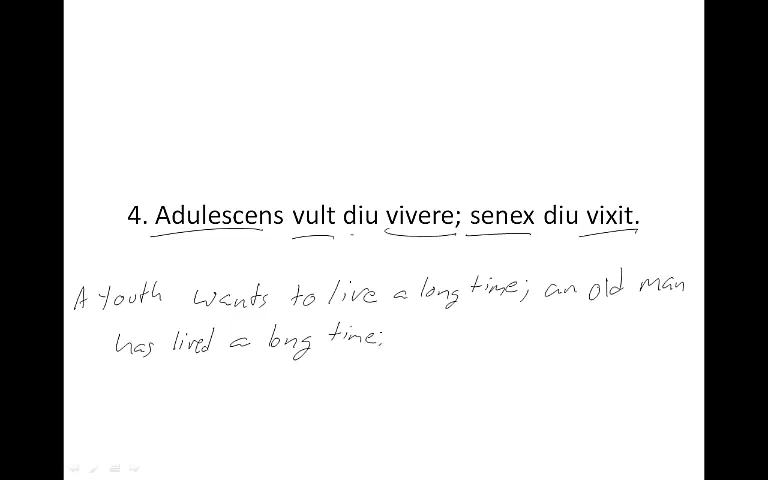 4. Adulescens vult diu vivere; senex diu vixit.
A youth wants to live a long time; an old man
has lived a long time;